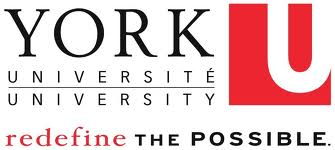 YORK U
UNIVERSITÉ
UNIVERSITY
redefine THE POSSIBLE.